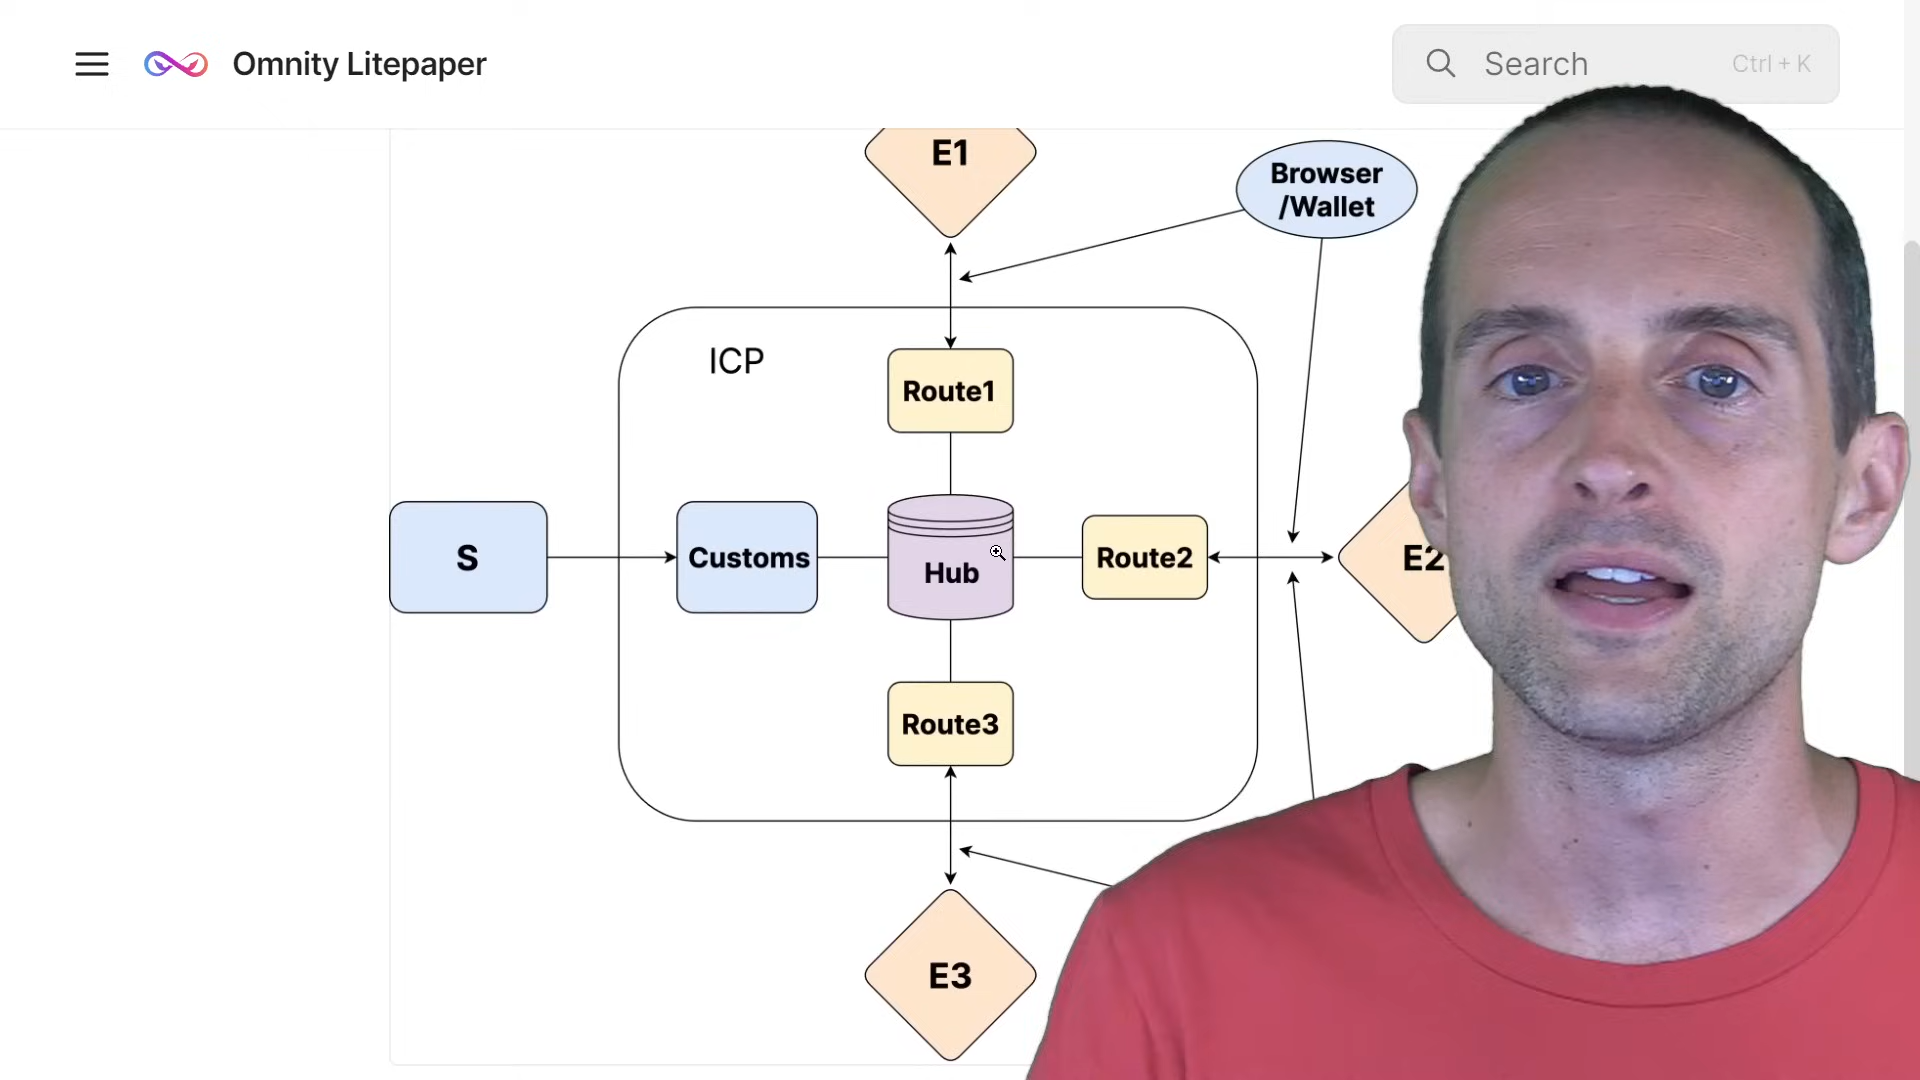 Omnity Litepaper
Search
Ctrl + K
E1
Browser
/Wallet
ICP
Route1
S
Customs
Hub
Route2
E2
Route3
E3